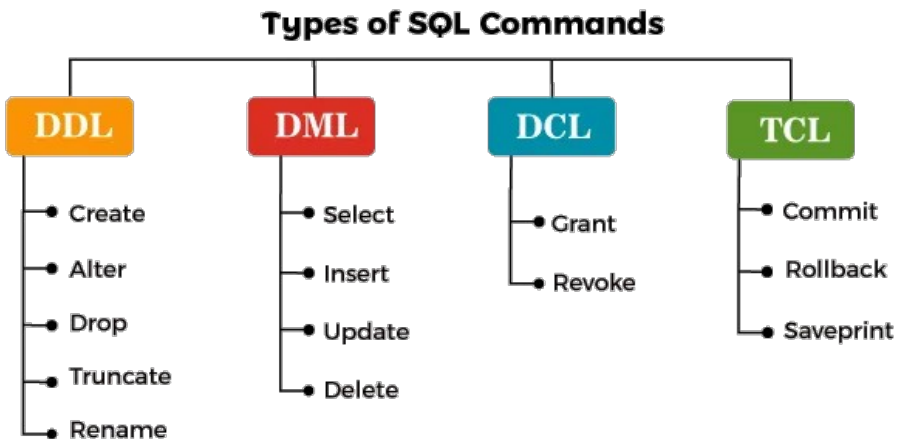 Types of SQL Commands
DDL
Create
Alter
Drop
Truncate
Rename
DML
Select
Insert
Update
Delete
DCL
Grant
Revoke
TCL
Commit
Rollback
Saveprint